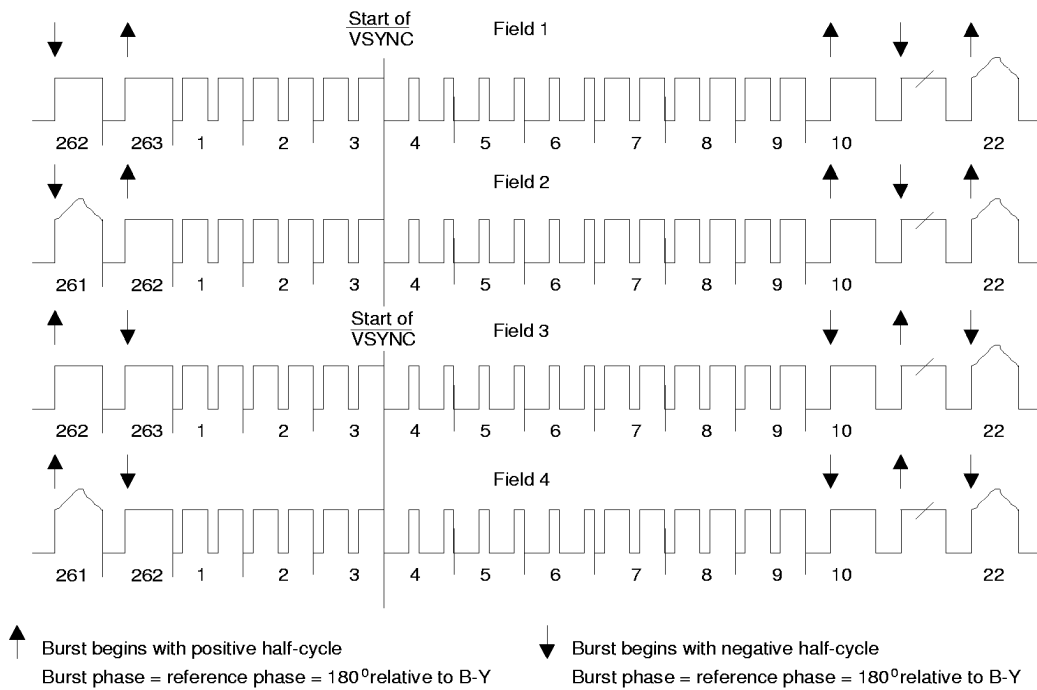 Start of
VSYNC
Field 1
262 263 1 2 3 4 5 6 7 8 9 10 22
Field 2
261 262 1 2 3 4 5 6 7 8 9 10 22
Start of
VSYNC
Field 3
262 263 1 2 3 4 5 6 7 8 9 10 22
Field 4
261 262 1 2 3 4 5 6 7 8 9 10 22
Burst begins with positive half-cycle
Burst phase = reference phase = 180⁰ relative to B-Y
Burst begins with negative half-cycle
Burst phase = reference phase = 180⁰ relative to B-Y